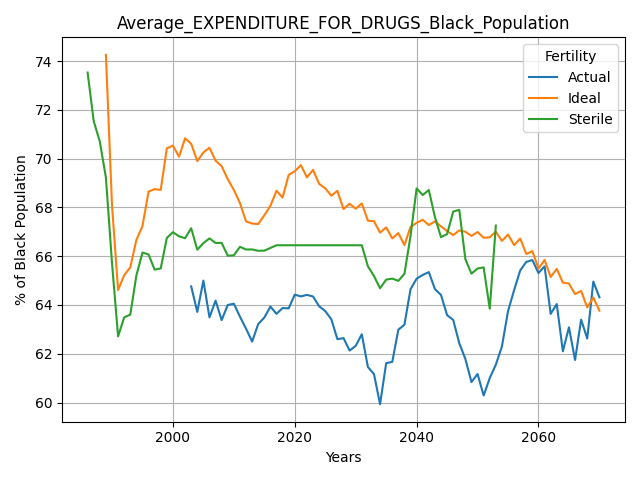 Average_EXPENDITURE_FOR_DRUGS_Black_Population
Fertility
Actual
Ideal
Sterile
% of Black Population
74
72
70
68
66
64
62
60
2000 2020 2040 2060
Years